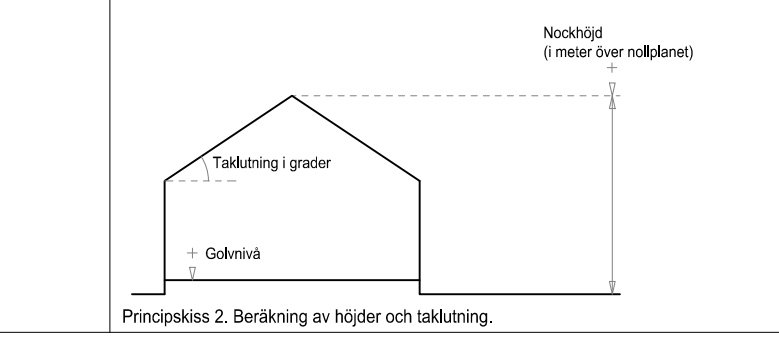 Nockhöjd
(i meter över nollplanet)
+
Taklutning i grader
+ Golvnivå
Principskiss 2. Beräkning av höjder och taklutning.